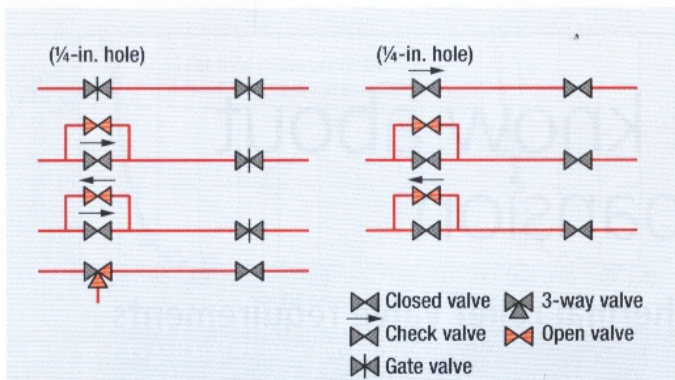 (¼-in. hole)
(¼-in. hole)
Closed valve
3-way valve
Check valve
Open valve
Gate valve